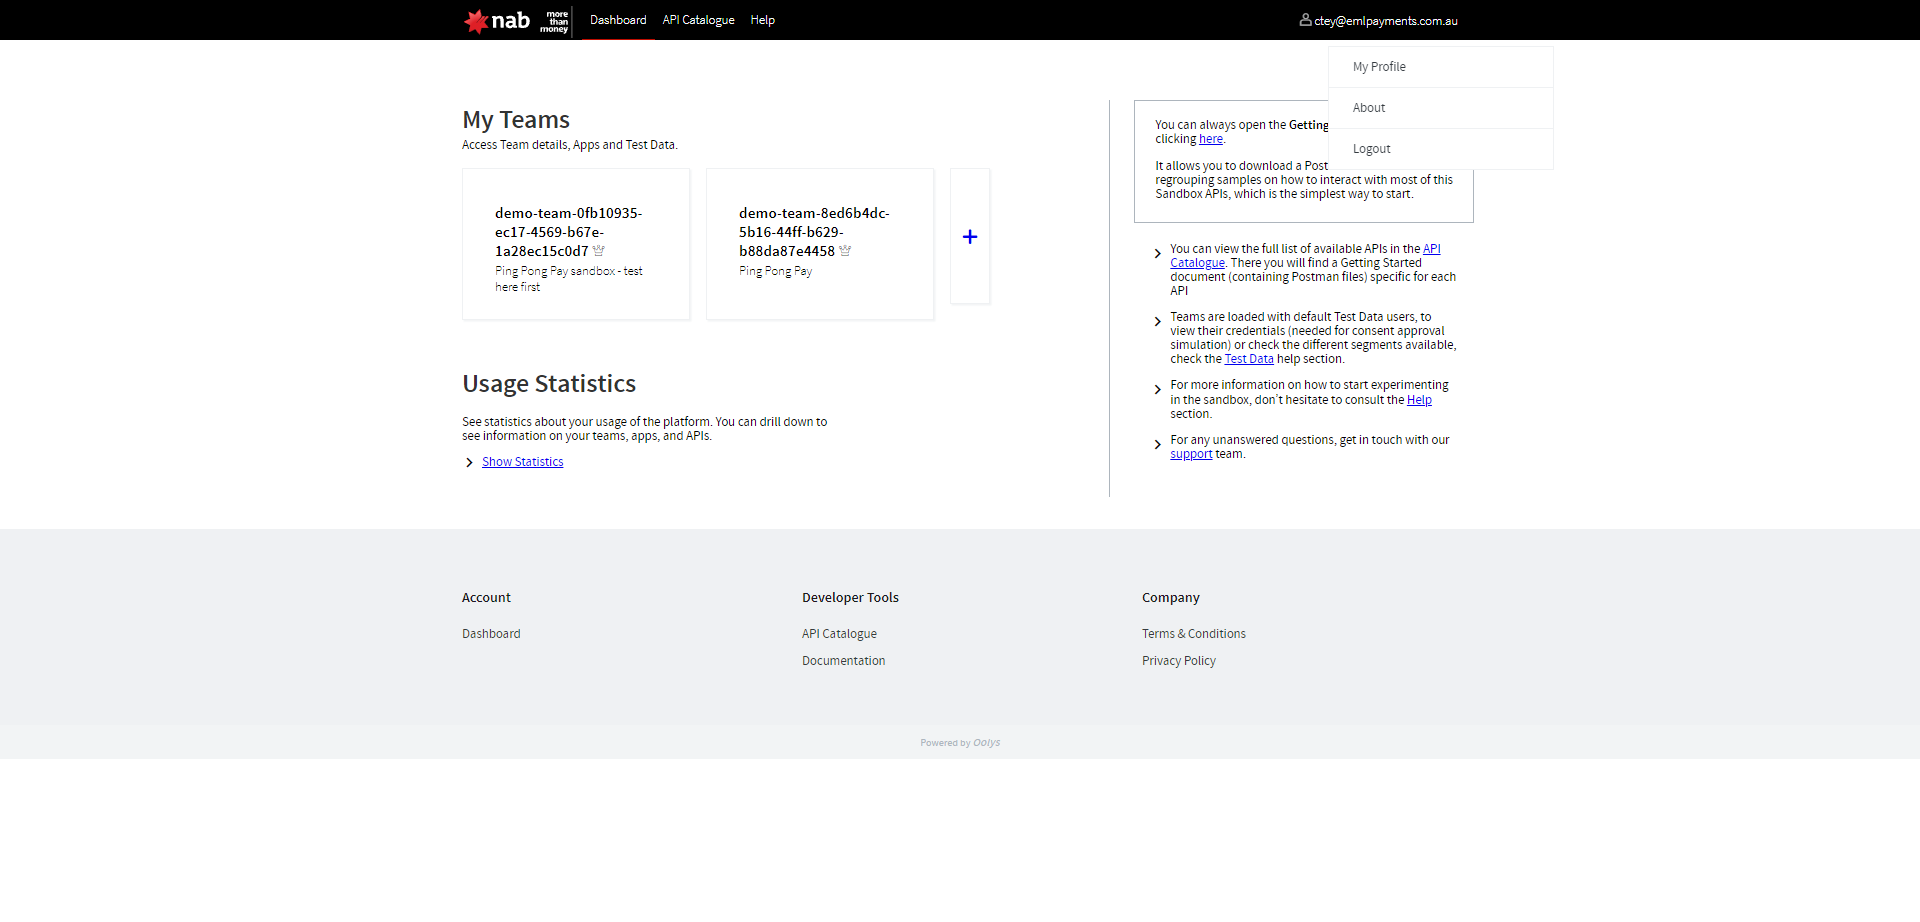 nab
more
than
money
Dashboard
API Catalogue
Help
ctey@emlpayments.com.au
My Profile
About
Logout
My Teams
Access Team details, Apps and Test Data.
demo-team-0fb10935-
ec17-4569-b67e-
1a28ec15c0d7
Ping Pong Pay sandbox - test
here first
demo-team-8ed6b4dc-
5b16-44ff-b629-
b88da87e4458
Ping Pong Pay
+
Usage Statistics
See statistics about your usage of the platform. You can drill down to
see information on your teams, apps, and APIs.
Show Statistics
You can always open the Getting
clicking here.
It allows you to download a Post
regrouping samples on how to interact with most of this
Sandbox APIs, which is the simplest way to start.
You can view the full list of available APIs in the API
Catalogue. There you will find a Getting Started
document (containing Postman files) specific for each
API
Teams are loaded with default Test Data users, to
view their credentials (needed for consent approval
simulation) or check the different segments available,
check the Test Data help section.
For more information on how to start experimenting
in the sandbox, don't hesitate to consult the Help
section.
For any unanswered questions, get in touch with our
support team.
Account
Dashboard
Developer Tools
API Catalogue
Documentation
Company
Terms & Conditions
Privacy Policy
Powered by Oolys